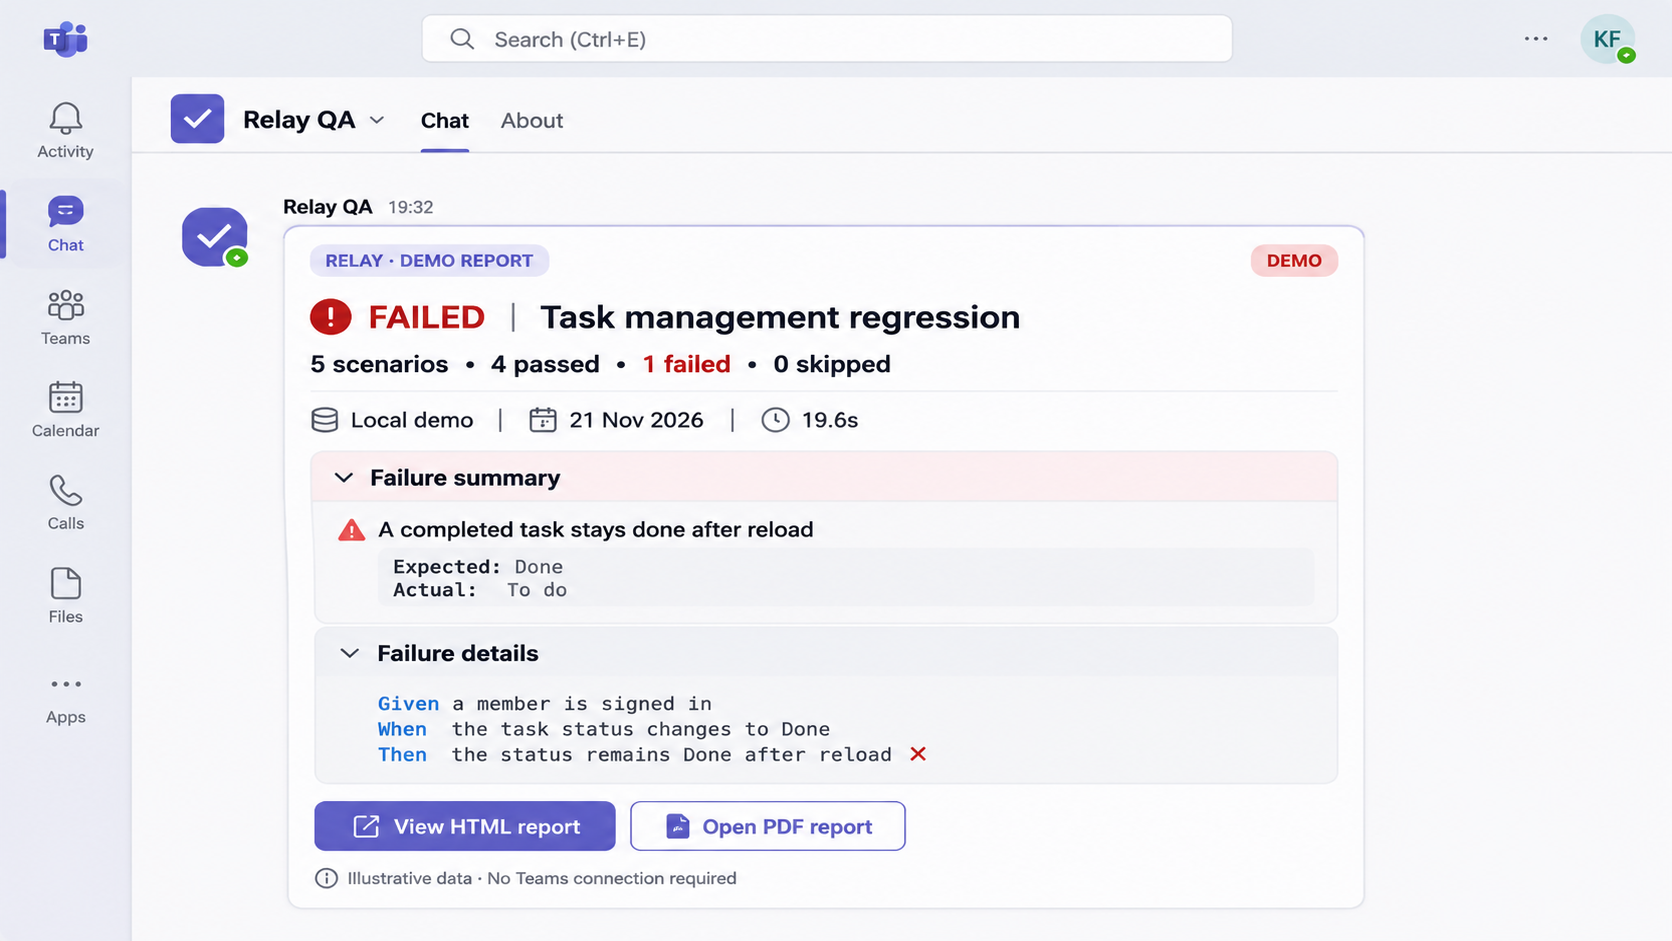 T
Search (Ctrl+E)
...
KF
Activity
Chat
Teams
Calendar
Calls
Files
Apps
Relay QA
Chat
About
Relay QA 19:32
RELAY · DEMO REPORT
DEMO
FAILED | Task management regression
5 scenarios • 4 passed • 1 failed • 0 skipped
Local demo | 21 Nov 2026 | 19.6s
Failure summary
A completed task stays done after reload
Expected: Done
Actual: To do
Failure details
Given a member is signed in
When the task status changes to Done
Then the status remains Done after reload
View HTML report
Open PDF report
Illustrative data · No Teams connection required